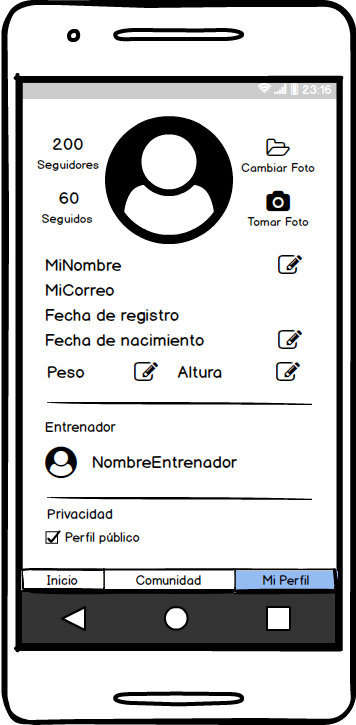 23:16
200
Seguidores
60
Seguidos
Cambiar Foto
Tomar Foto
MiNombre
MiCorreo
Fecha de registro
Fecha de nacimiento
Peso Altura
Entrenador
NombreEntrenador
Privacidad
Perfil público
Inicio Comunidad Mi Perfil